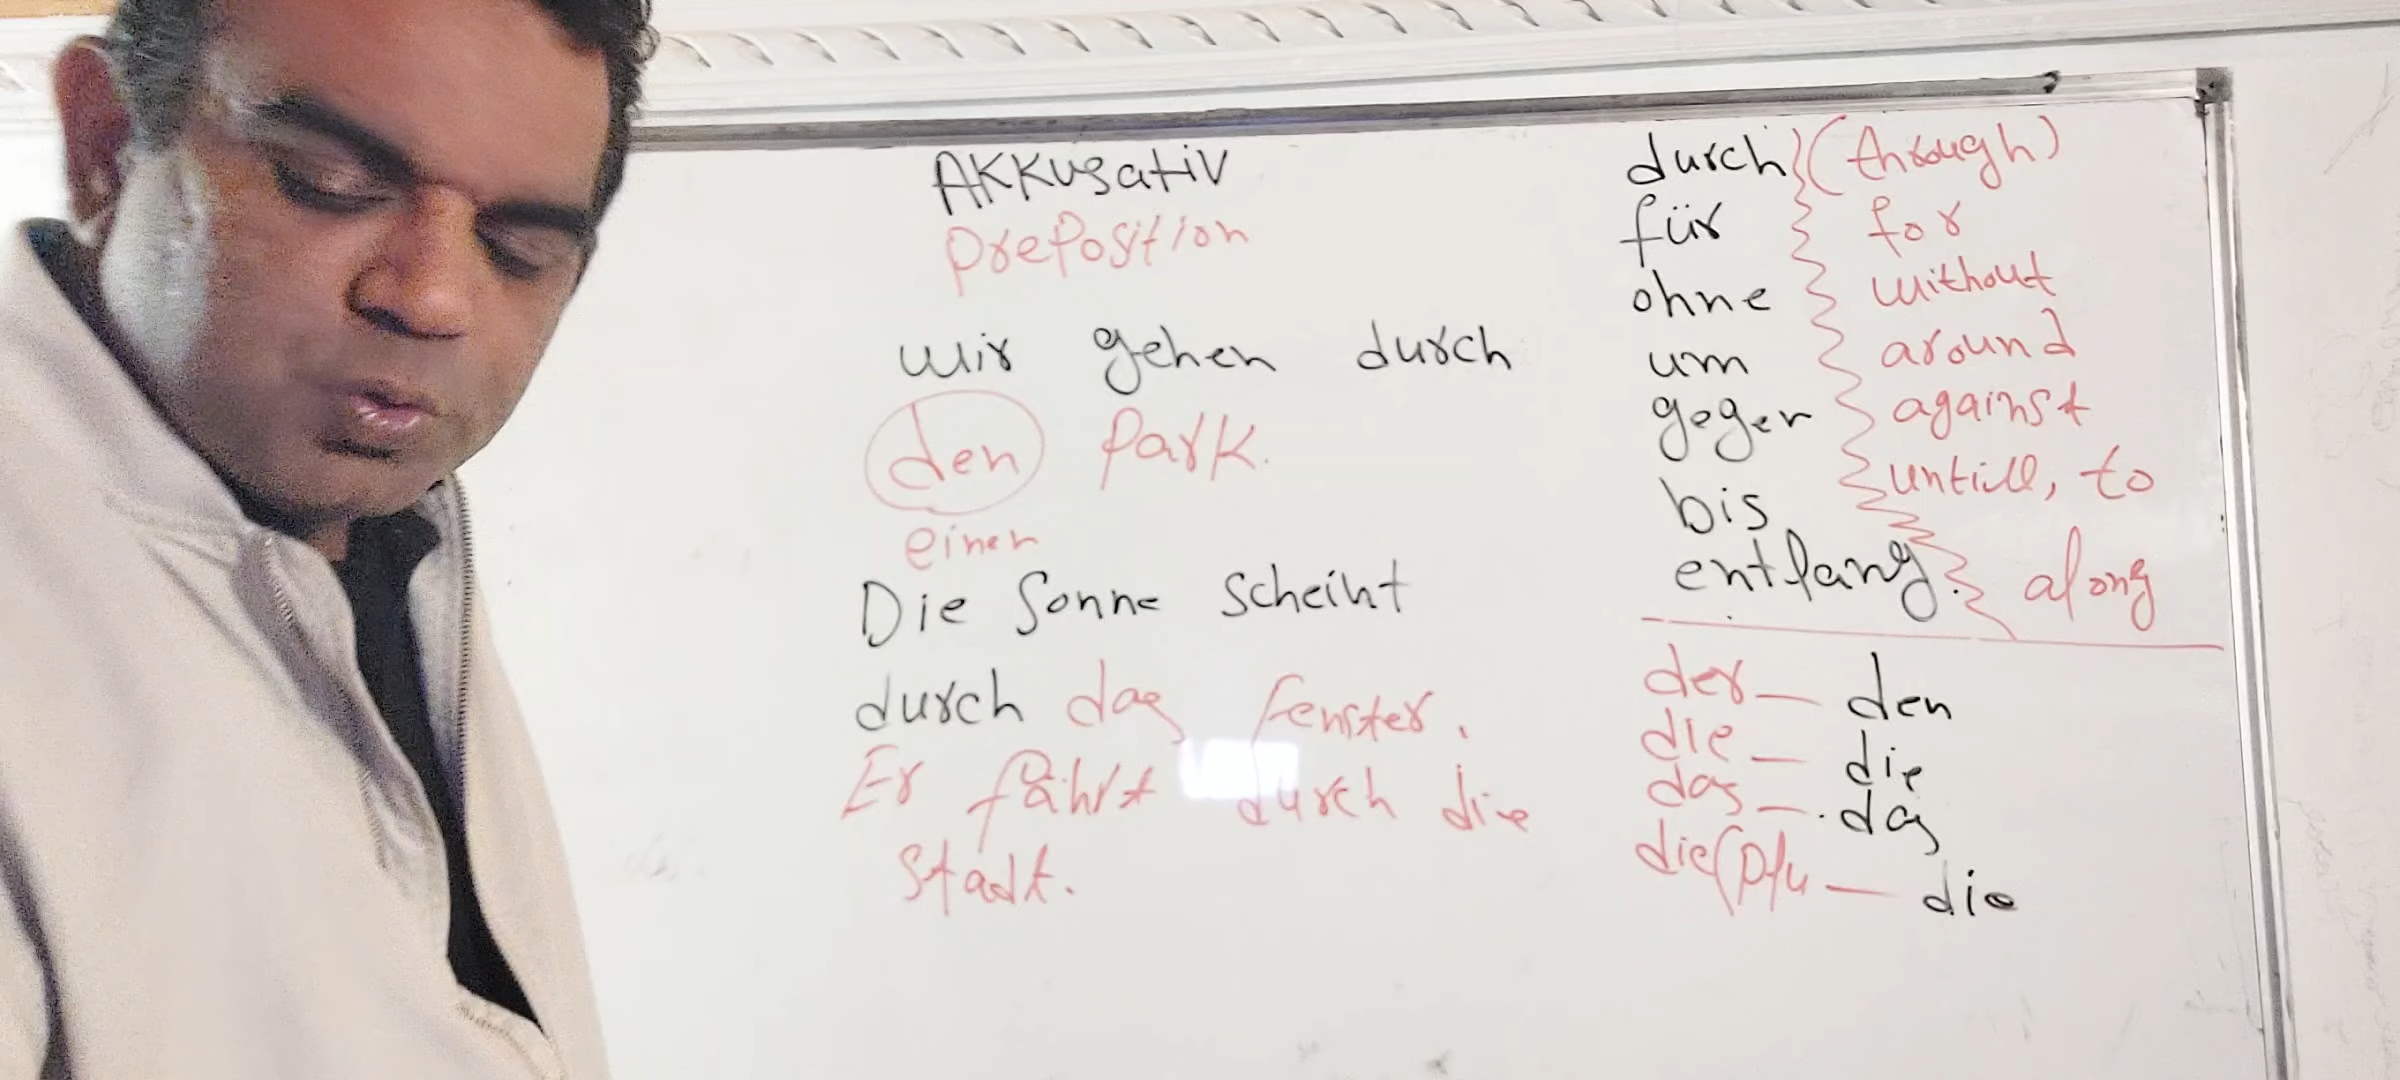 AKKusativ
Preposition
wir gehen durch
den Park.
einen
Die Sonne scheint
durch das Fenster.
Er fährt durch die
Stadt.
durch (through)
für for
ohne without
um around
gegen against
bis untill, to
entlang. along
der — den
die — die
das — das
die (Plu — die